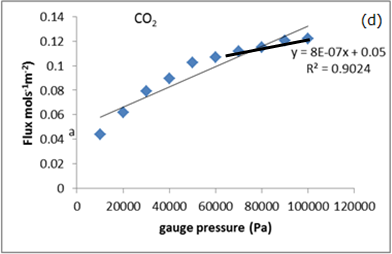 CO2
(d)
0.14
0.12
0.1
0.08
0.06
0.04
0.02
0
Flux mols-1m-2
a
y = 8E-07x + 0.05
R² = 0.9024
0 20000 40000 60000 80000 100000 120000
gauge pressure (Pa)